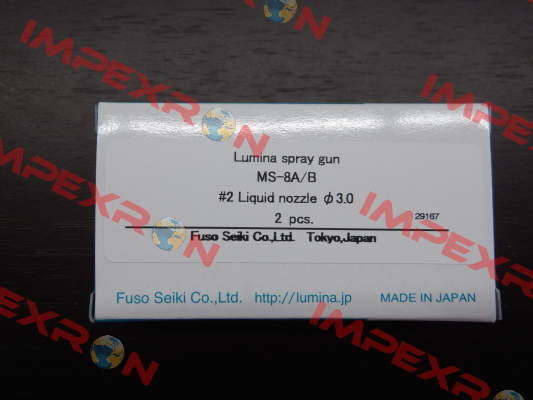 IMPEXRON
IMPEXRON
Lumina spray gun
MS-8A/B
#2 Liquid nozzle φ3.0
2 pcs.
29167
Fuso Seiki Co.,Ltd. Tokyo,Japan
IMPEXRON
Fuso Seiki Co.,Ltd. http://lumina.jp MADE IN JAPAN
IMPEXRON
IMPEXRON